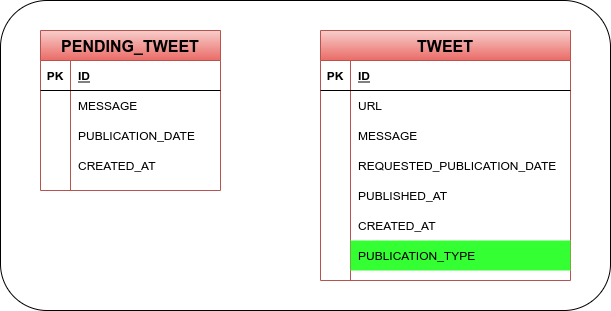 PENDING_TWEET
PK ID
MESSAGE
PUBLICATION_DATE
CREATED_AT
TWEET
PK ID
URL
MESSAGE
REQUESTED_PUBLICATION_DATE
PUBLISHED_AT
CREATED_AT
PUBLICATION_TYPE